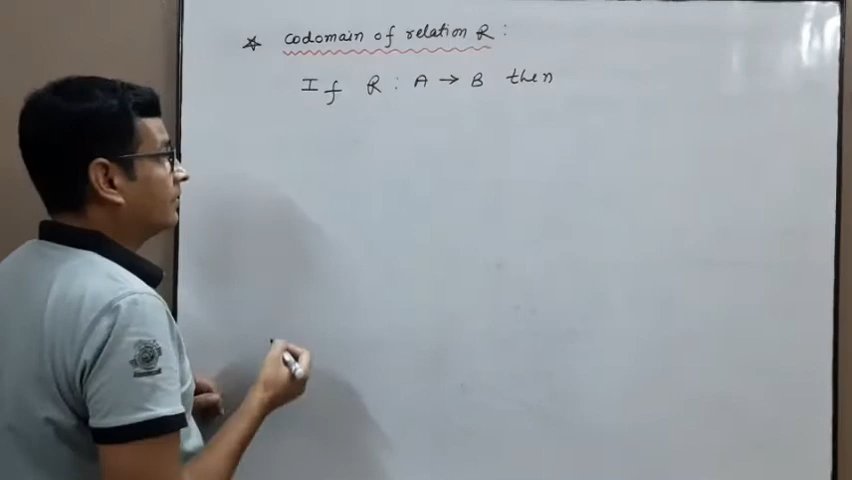 ☆ codomain of relation R :
If R : A → B then